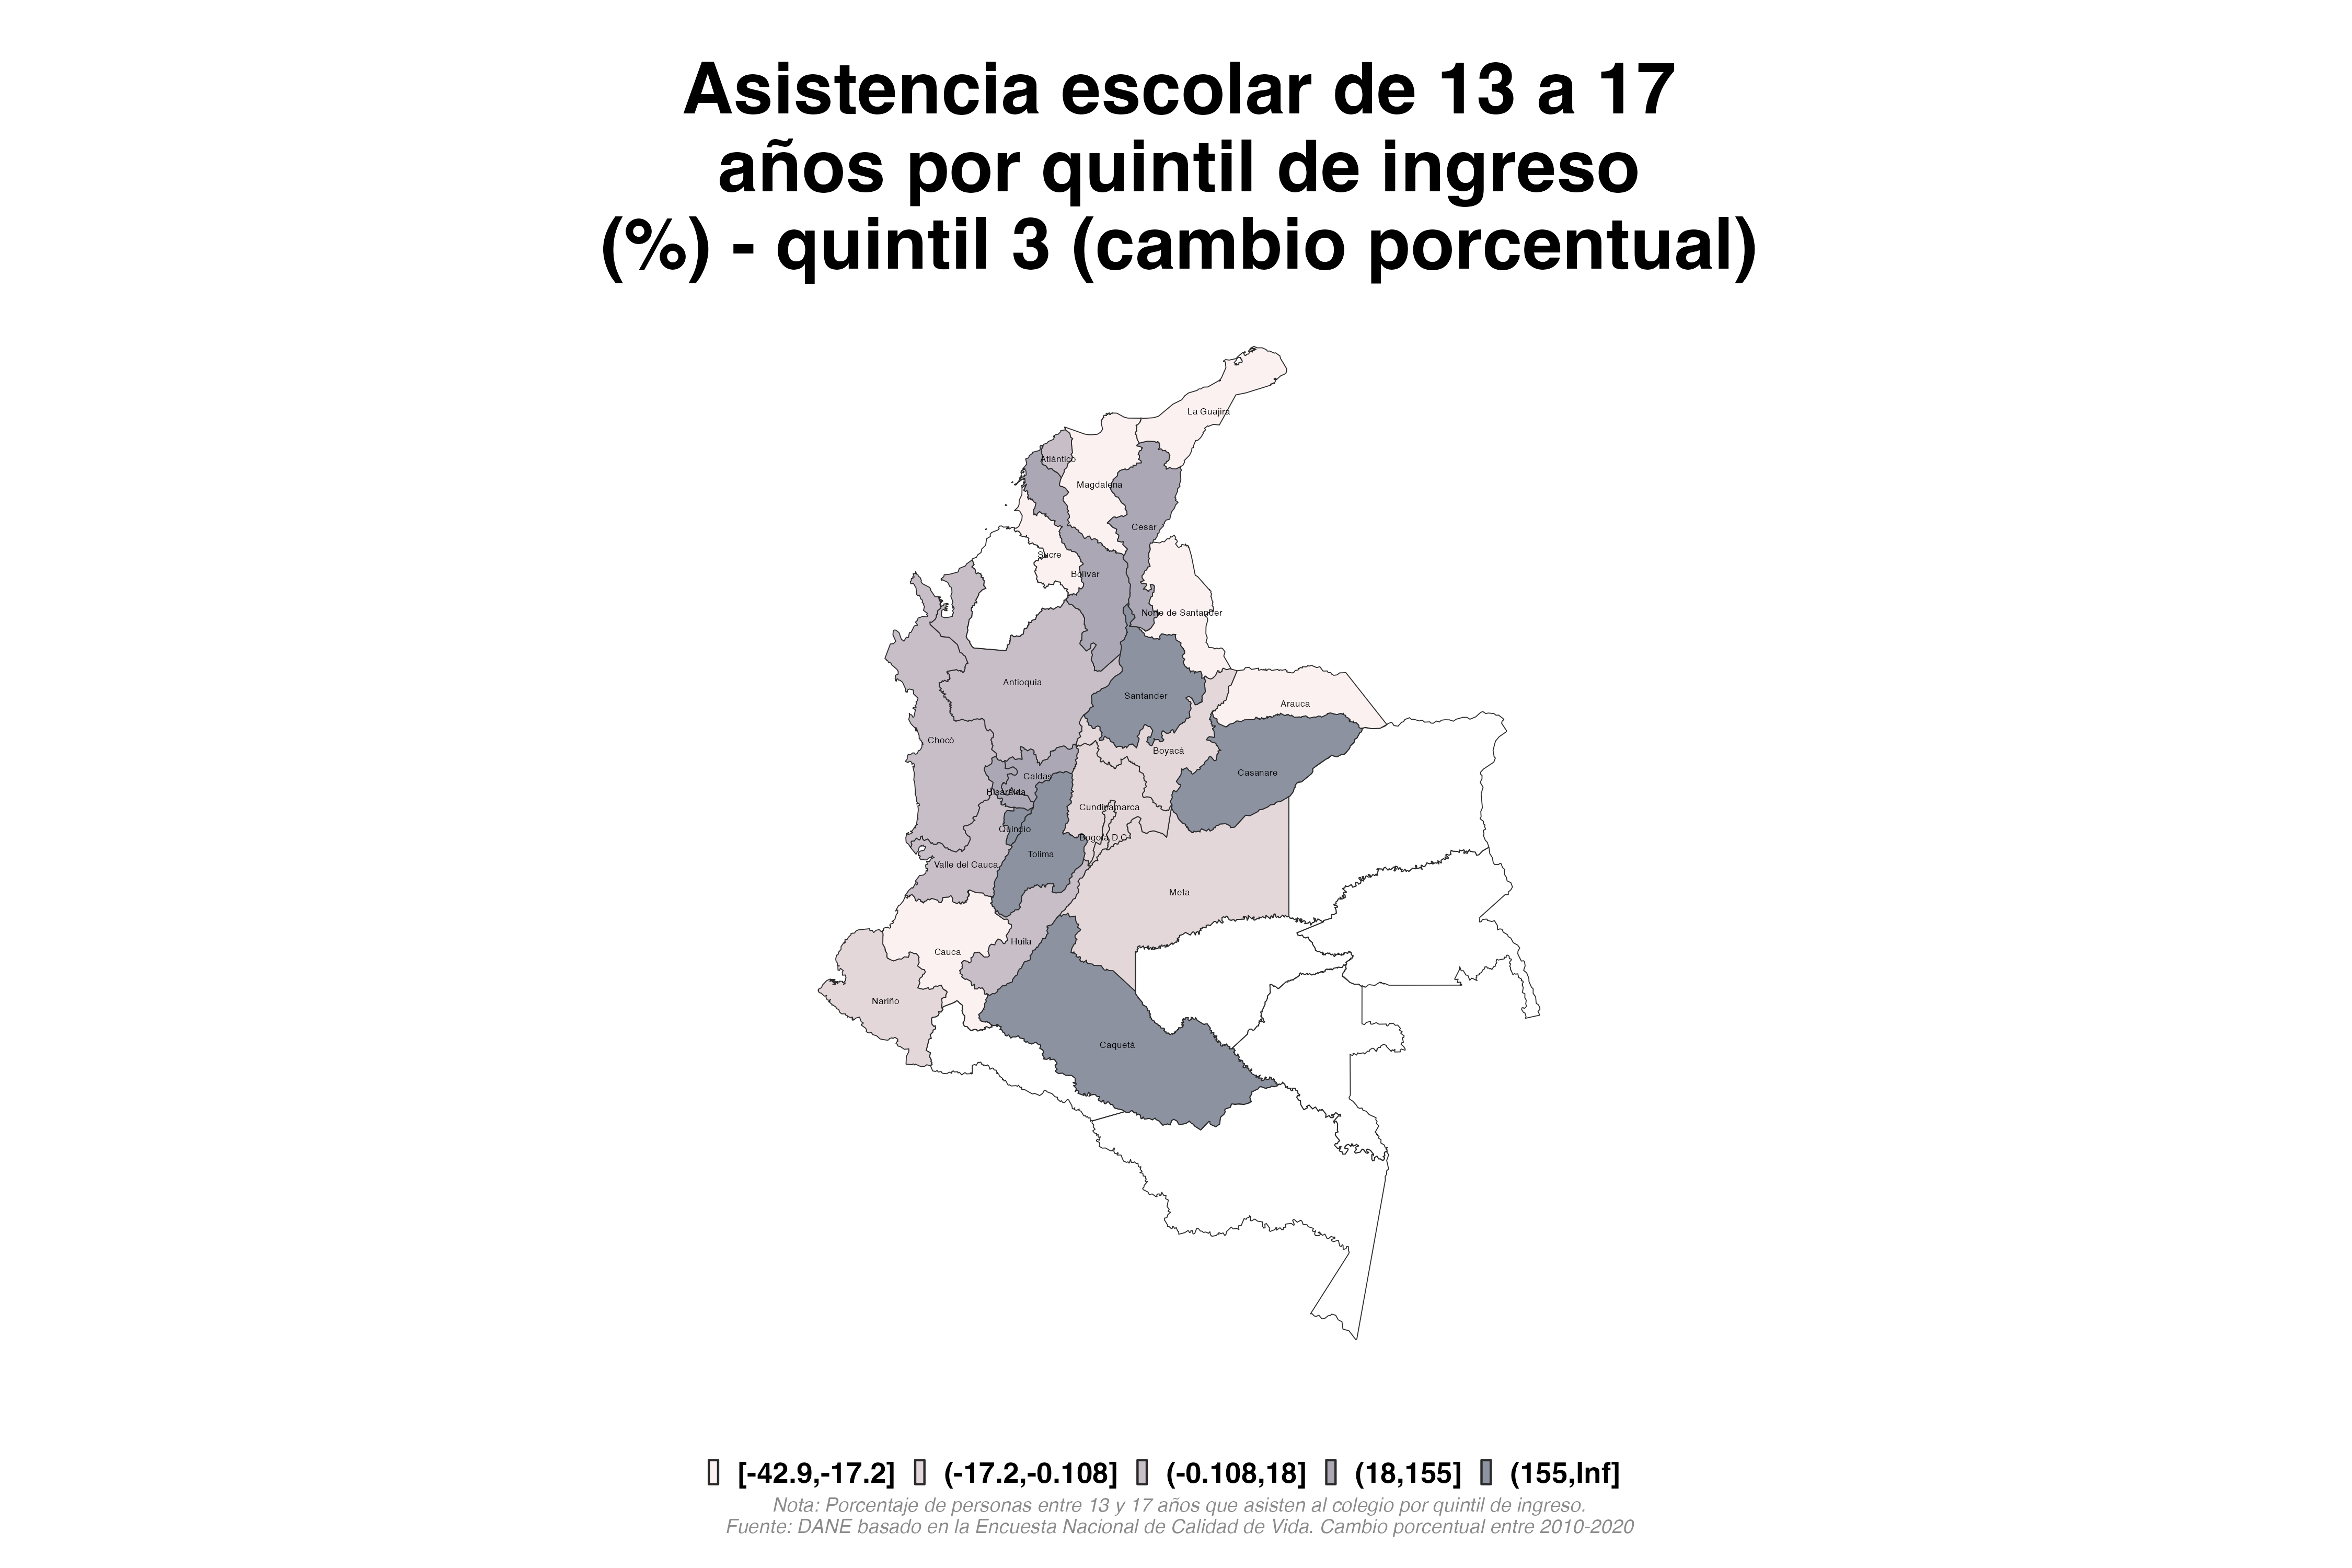 Asistencia escolar de 13 a 17
años por quintil de ingreso
(%) - quintil 3 (cambio porcentual)
La Guajira
Atlántico
Magdalena
Cesar
Sucre
Bolívar
Norte de Santander
Antioquia
Santander
Arauca
Chocó
Boyacá
Caldas
Casanare
Risaralda
Cundinamarca
Quindío
Bogotá D.C.
Tolima
Valle del Cauca
Meta
Huila
Cauca
Nariño
Caquetá
[-42.9,-17.2] (-17.2,-0.108] (-0.108,18] (18,155] (155,Inf]
Nota: Porcentaje de personas entre 13 y 17 años que asisten al colegio por quintil de ingreso.
Fuente: DANE basado en la Encuesta Nacional de Calidad de Vida. Cambio porcentual entre 2010-2020